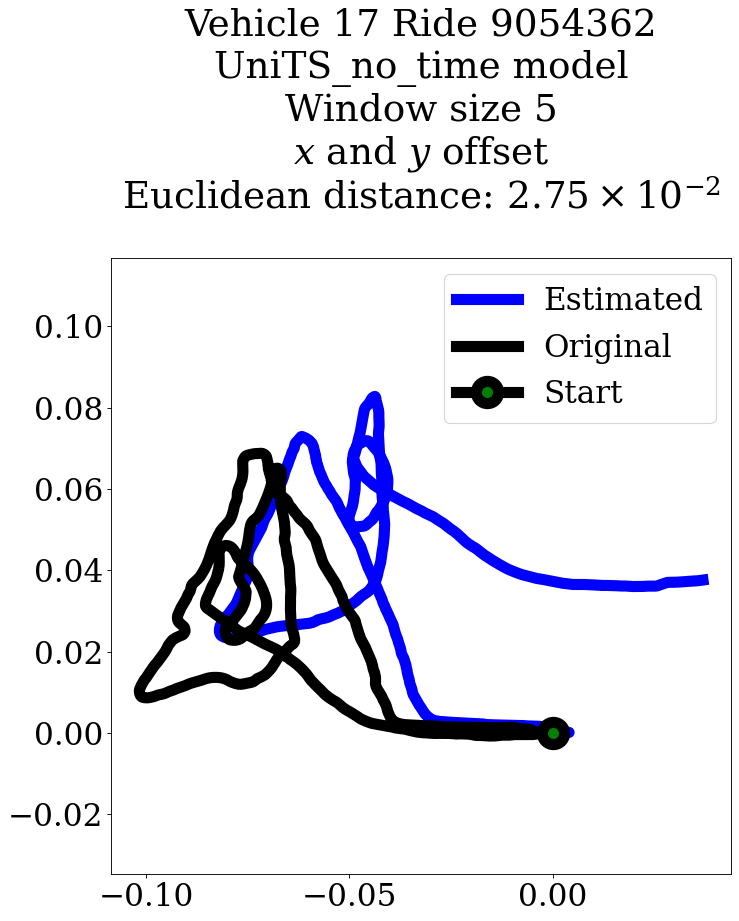 Vehicle 17 Ride 9054362
UniTS_no_time model
Window size 5
x and y offset
Euclidean distance: 2.75 × 10⁻²
Estimated
Original
Start
0.10
0.08
0.06
0.04
0.02
0.00
−0.02
−0.10 −0.05 0.00